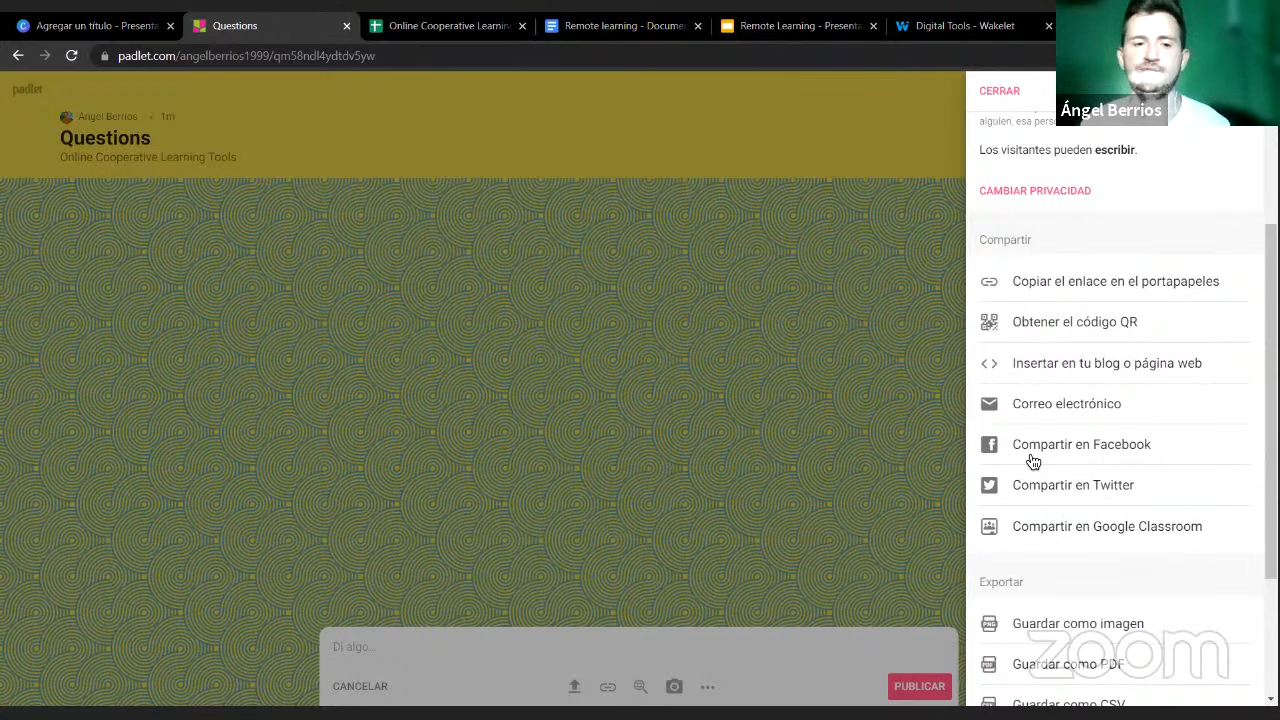 Agregar un título - Presenta
Questions
Online Cooperative Learning
Remote learning - Documen
Remote Learning - Presenta
Digital Tools - Wakelet
padlet.com/angelberrios1999/qm58ndl4ydtdv5yw
padlet
Ángel Berrios
1m
Questions
Online Cooperative Learning Tools
CERRAR
Ángel Berrios
Los visitantes pueden escribir.
CAMBIAR PRIVACIDAD
Compartir
Copiar el enlace en el portapapeles
Obtener el código QR
Insertar en tu blog o página web
Correo electrónico
Compartir en Facebook
Compartir en Twitter
Compartir en Google Classroom
Exportar
PNG
Guardar como imagen
PDF
Guardar como PDF
Guardar como CSV
zoom
Di algo...
CANCELAR
PUBLICAR